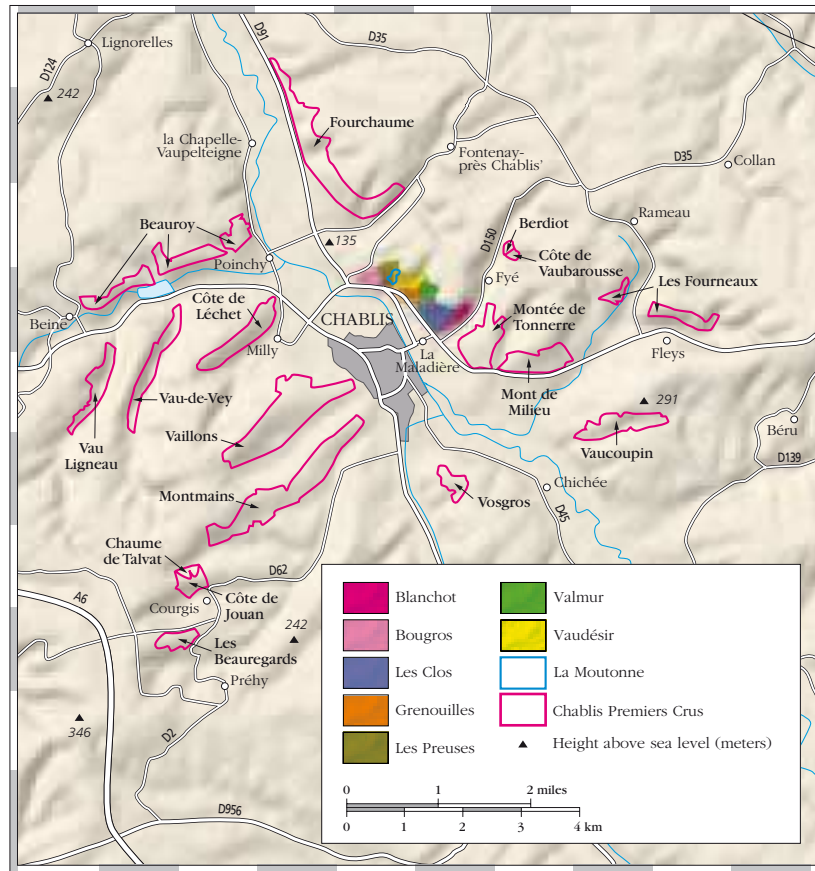 Lignorelles
D91
D35
D124
242
Fourchaume
la Chapelle-
Vaupelteigne
Fontenay-
près Chablis'
D35
Collan
Beauroy
135
D150
Berdiot
Rameau
Poinchy
Côte de
Vaubarousse
Fyé
Les Fourneaux
Côte de
Léchet
Montée de
Tonnerre
Beine
CHABLIS
Milly
La
Maladière
Fleys
Vau-de-Vey
Mont de
Milieu
291
Vau
Ligneau
Vaillons
Vaucoupin
Béru
D139
Montmains
Vosgros
Chichée
D45
Chaume
de Talvat
D62
A6
Côte de
Jouan
Courgis
242
Les
Beauregards
Préhy
346
D2
D956
Blanchot
Bougros
Les Clos
Grenouilles
Les Preuses
Valmur
Vaudésir
La Moutonne
Chablis Premiers Crus
Height above sea level (meters)
0 1 2 miles
0 1 2 3 4 km